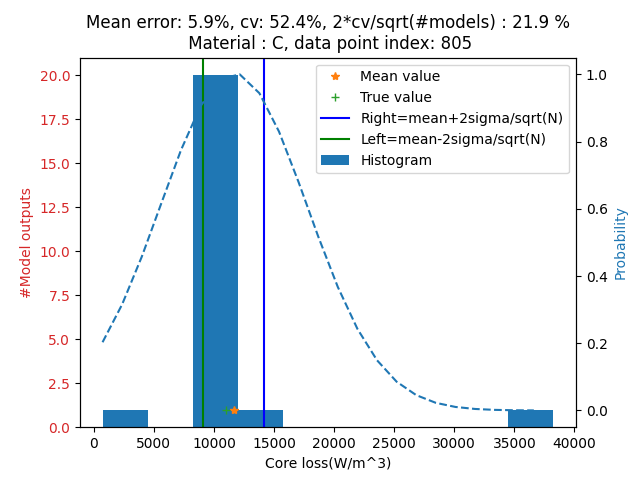 Mean error: 5.9%, cv: 52.4%, 2*cv/sqrt(#models) : 21.9 %
Material : C, data point index: 805
20.0
17.5
15.0
12.5
10.0
7.5
5.0
2.5
0.0
#Model outputs
Mean value
True value
Right=mean+2sigma/sqrt(N)
Left=mean-2sigma/sqrt(N)
Histogram
1.0
0.8
0.6
0.4
0.2
0.0
Probability
0 5000 10000 15000 20000 25000 30000 35000 40000
Core loss(W/m^3)